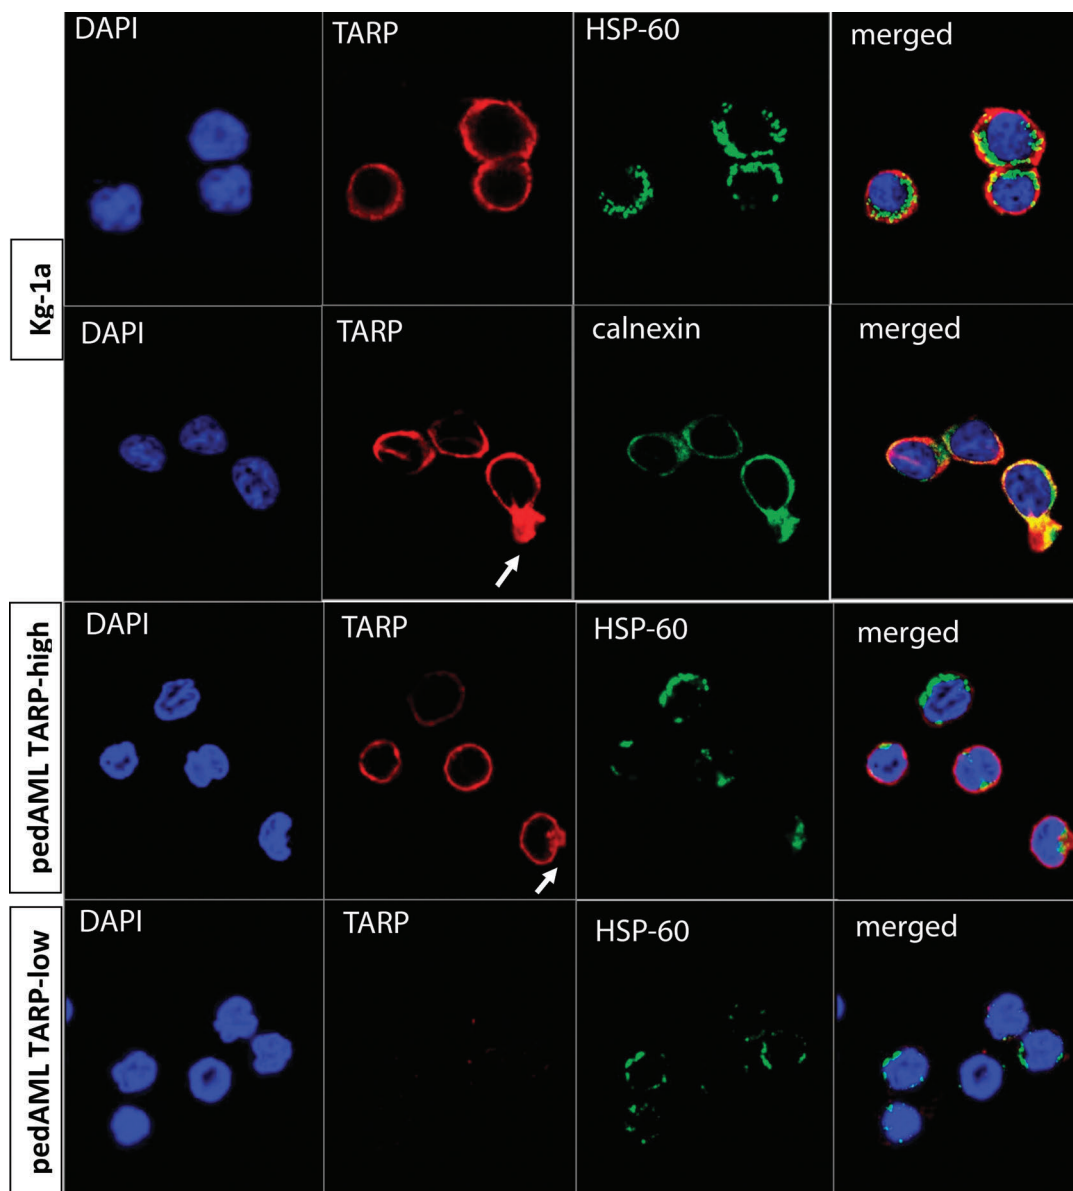 DAPI TARP HSP-60 merged
Kg-1a
DAPI TARP calnexin merged
pedAML TARP-high
DAPI TARP HSP-60 merged
pedAML TARP-low
DAPI TARP HSP-60 merged